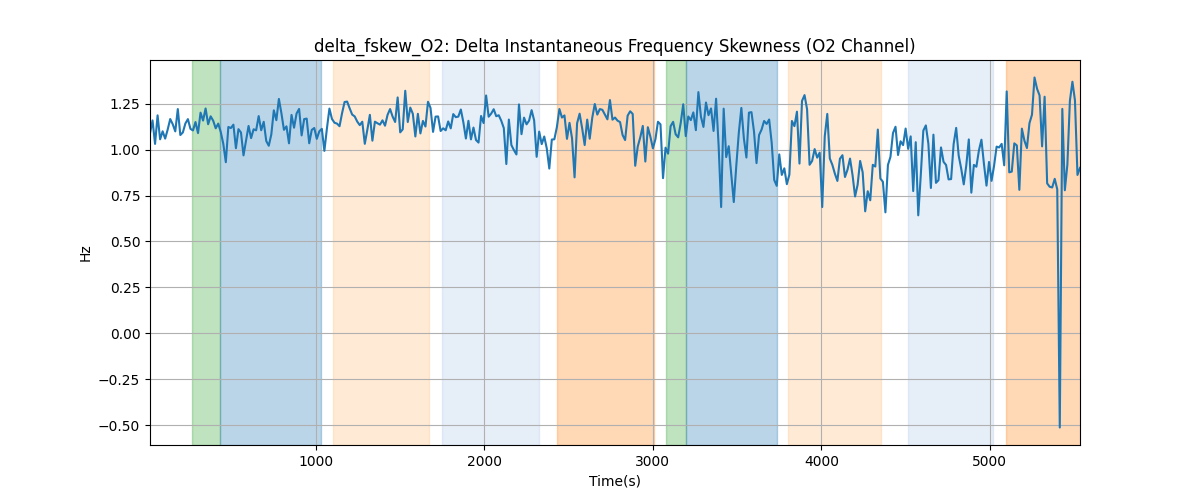 delta_fskew_O2: Delta Instantaneous Frequency Skewness (O2 Channel)
Hz
1.25
1.00
0.75
0.50
0.25
0.00
−0.25
−0.50
1000 2000 3000 4000 5000
Time(s)